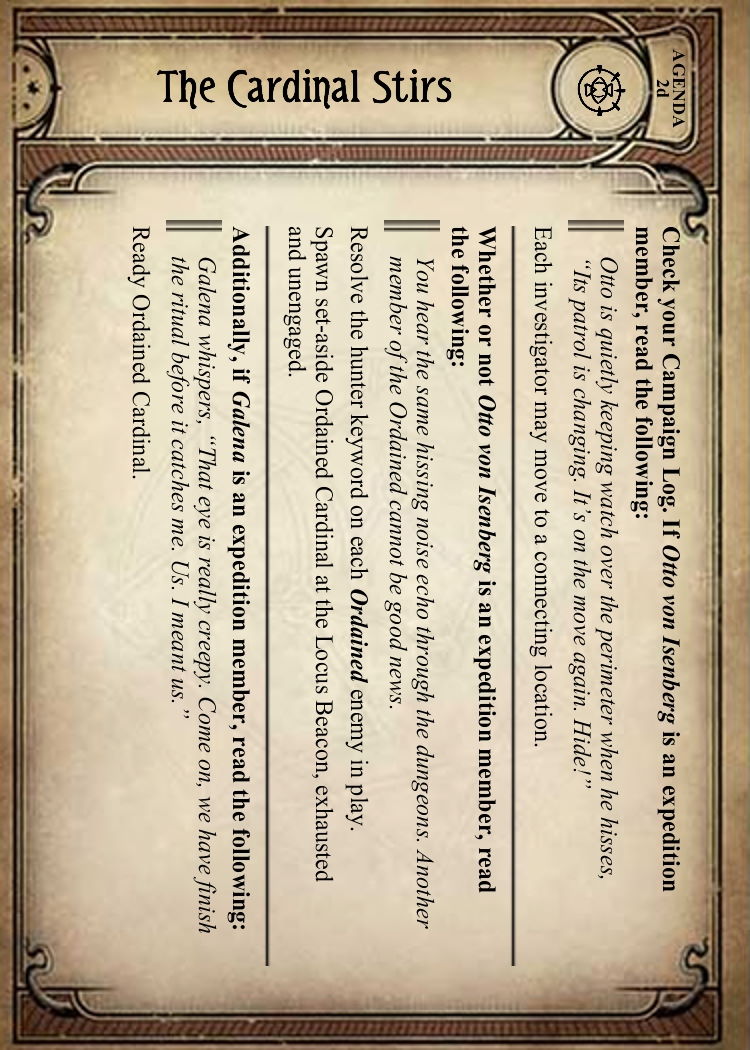 AGENDA
2d
The Cardinal Stirs
Check your Campaign Log. If Otto von Isenberg is an expedition
member, read the following:
Otto is quietly keeping watch over the perimeter when he hisses,
“Its patrol is changing. It’s on the move again. Hide!”
Each investigator may move to a connecting location.
Whether or not Otto von Isenberg is an expedition member, read
the following:
You hear the same hissing noise echo through the dungeons. Another
member of the Ordained cannot be good news.
Resolve the hunter keyword on each Ordained enemy in play.
Spawn set-aside Ordained Cardinal at the Locus Beacon, exhausted
and unengaged.
Additionally, if Galena is an expedition member, read the following:
Galena whispers, “That eye is really creepy. Come on, we have finish
the ritual before it catches me. Us. I meant us.”
Ready Ordained Cardinal.